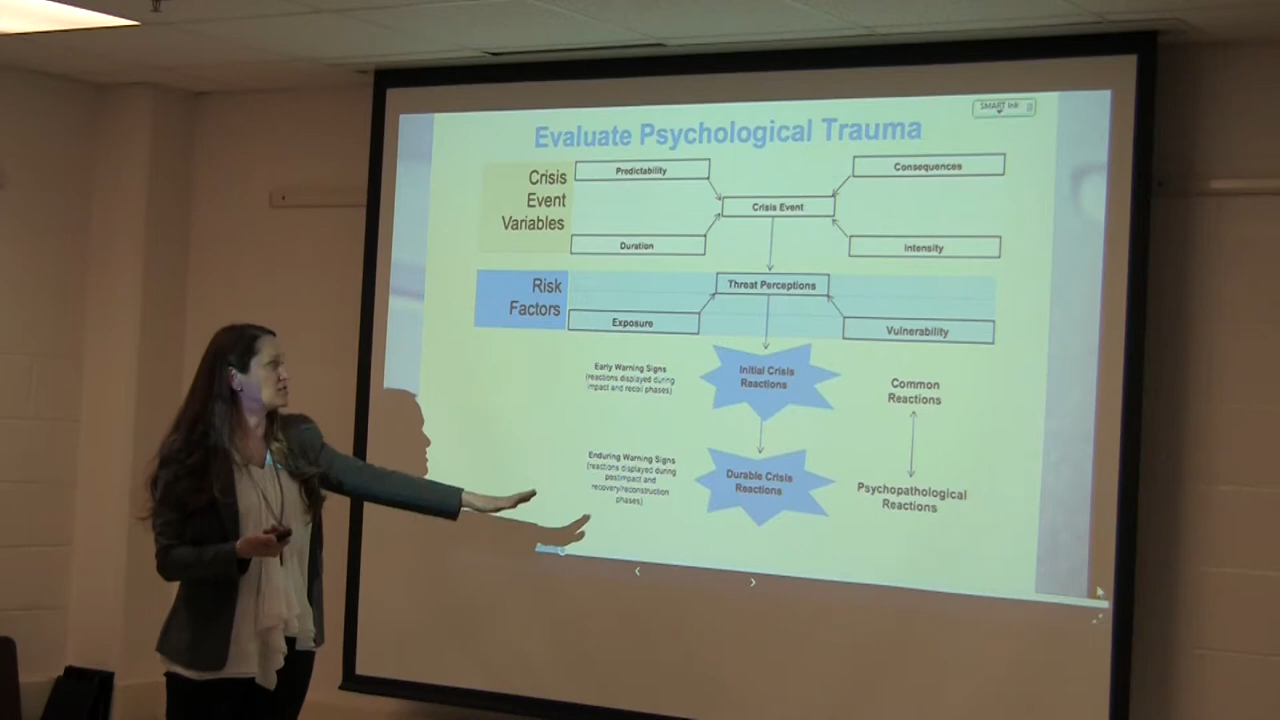 SMART Ink
Evaluate Psychological Trauma
Crisis
Event
Variables
Predictability
Consequences
Crisis Event
Duration
Intensity
Risk
Factors
Threat Perceptions
Exposure
Vulnerability
Early Warning Signs
(reactions displayed during
impact and recoil phases)
Initial Crisis
Reactions
Common
Reactions
Enduring Warning Signs
(reactions displayed during
postimpact and
recovery/reconstruction
phases)
Durable Crisis
Reactions
Psychopathological
Reactions